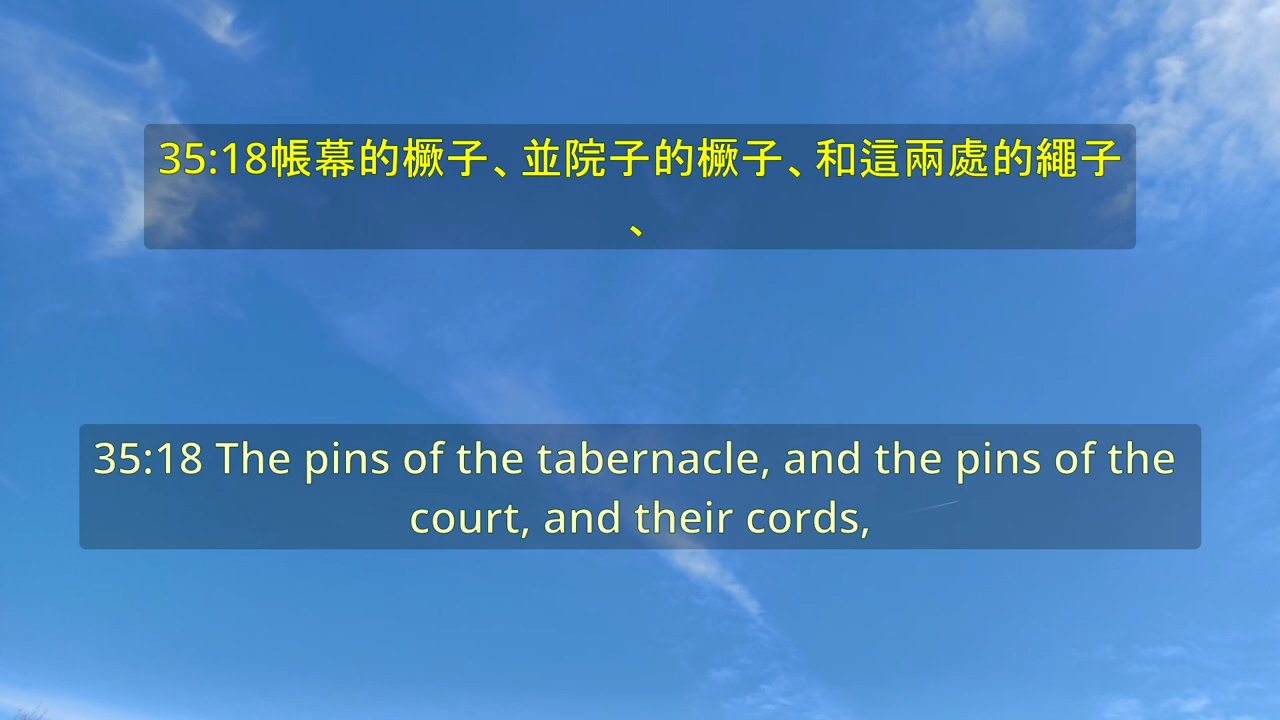 35:18帳幕的橛子、並院子的橛子、和這兩處的繩子
、
35:18 The pins of the tabernacle, and the pins of the
court, and their cords,